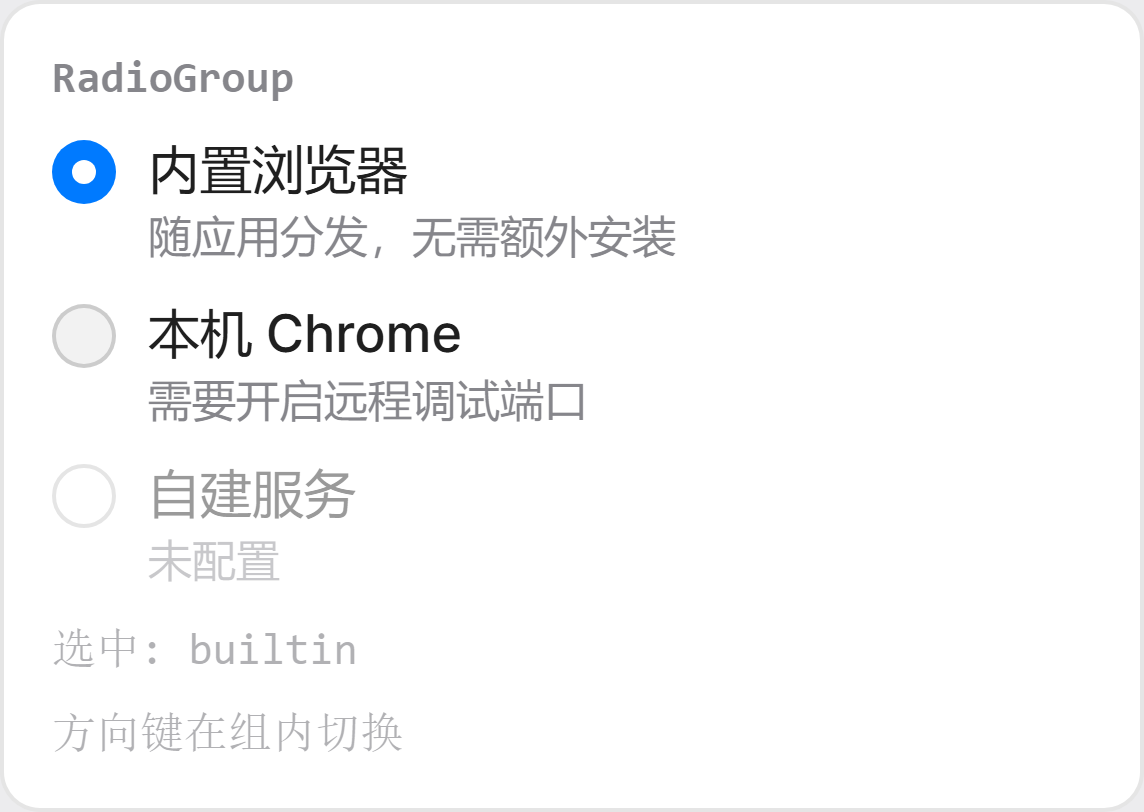 RadioGroup
内置浏览器
随应用分发，无需额外安装
本机 Chrome
需要开启远程调试端口
自建服务
未配置
选中: builtin
方向键在组内切换